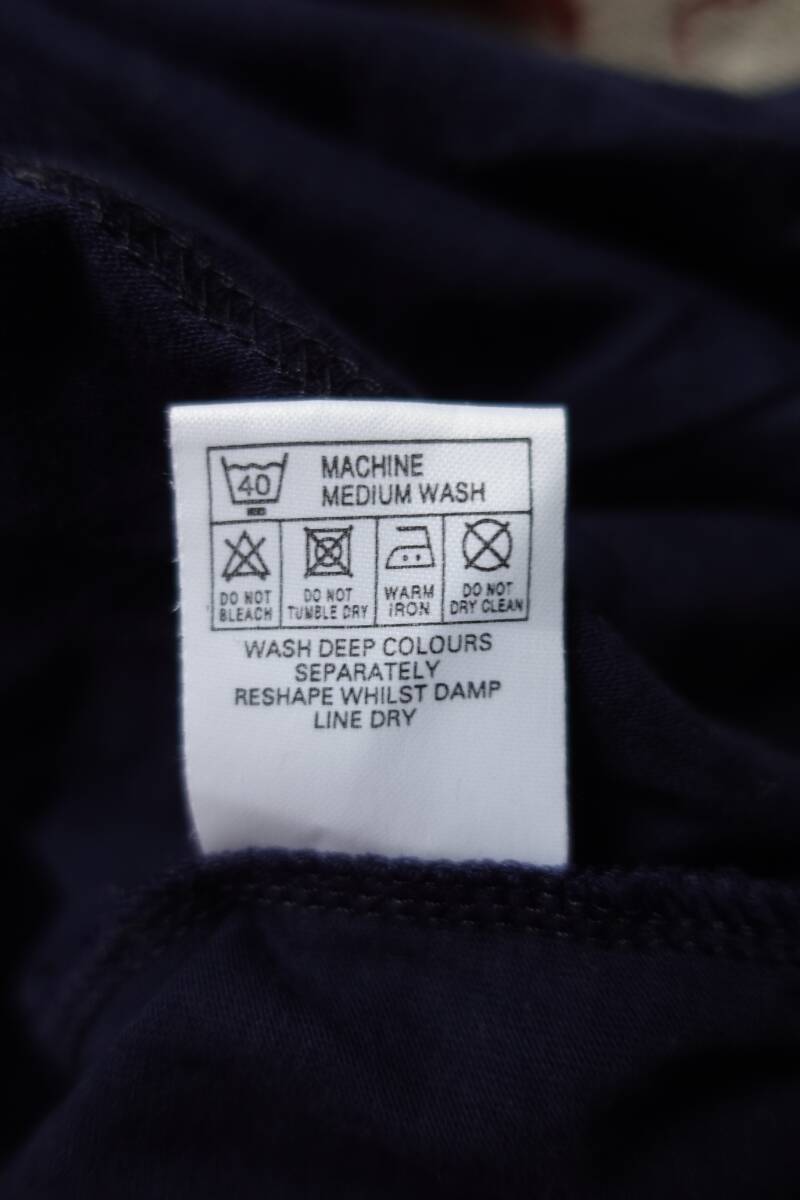 40
MACHINE
MEDIUM WASH
DO NOT
BLEACH
DO NOT
TUMBLE DRY
WARM
IRON
DO NOT
DRY CLEAN
WASH DEEP COLOURS
SEPARATELY
RESHAPE WHILST DAMP
LINE DRY